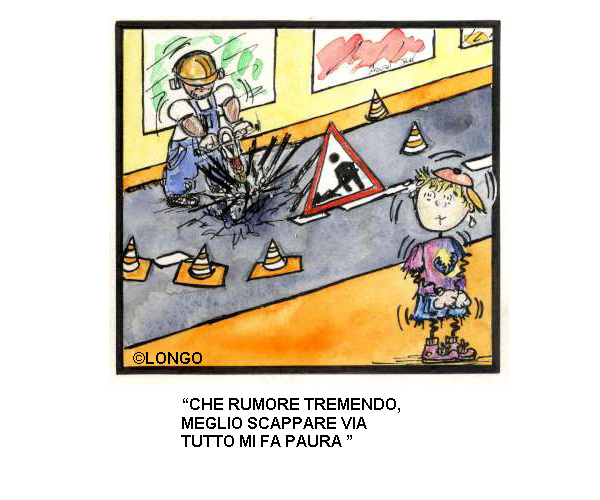 ©LONGO
“CHE RUMORE TREMENDO,
MEGLIO SCAPPARE VIA
TUTTO MI FA PAURA ”